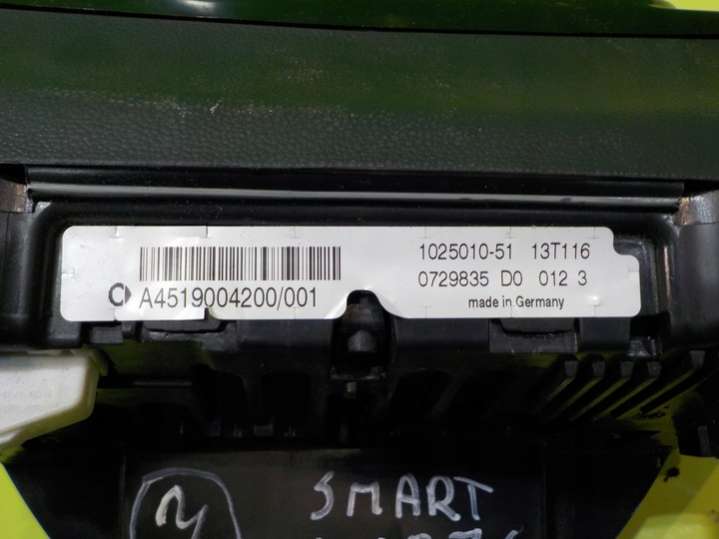 1025010-51 13T116
A4519004200/001
0729835 D0 012 3
made in Germany
SMART